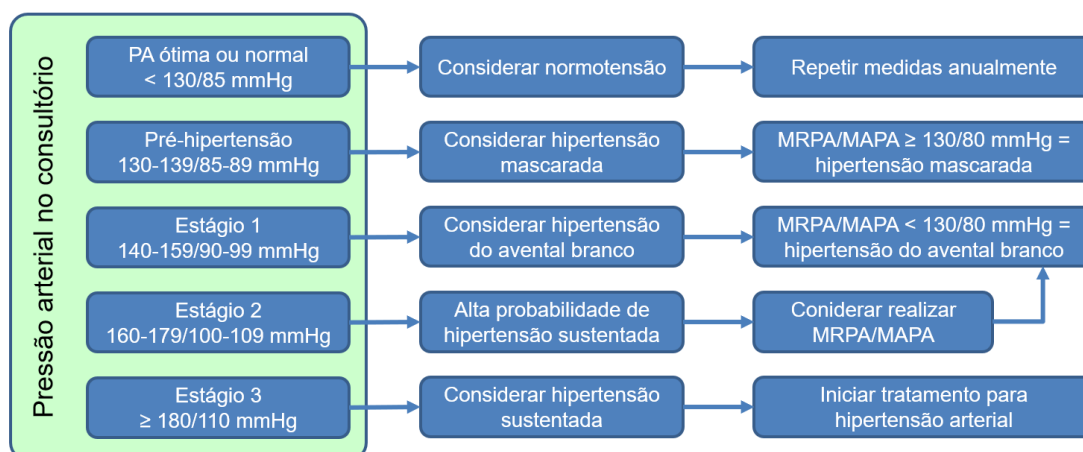 Pressão arterial no consultório
PA ótima ou normal
< 130/85 mmHg
Considerar normotensão
Repetir medidas anualmente
Pré-hipertensão
130-139/85-89 mmHg
Considerar hipertensão
mascarada
MRPA/MAPA ≥ 130/80 mmHg =
hipertensão mascarada
Estágio 1
140-159/90-99 mmHg
Considerar hipertensão
do avental branco
MRPA/MAPA < 130/80 mmHg =
hipertensão do avental branco
Estágio 2
160-179/100-109 mmHg
Alta probabilidade de
hipertensão sustentada
Coniderar realizar
MRPA/MAPA
Estágio 3
≥ 180/110 mmHg
Considerar hipertensão
sustentada
Iniciar tratamento para
hipertensão arterial